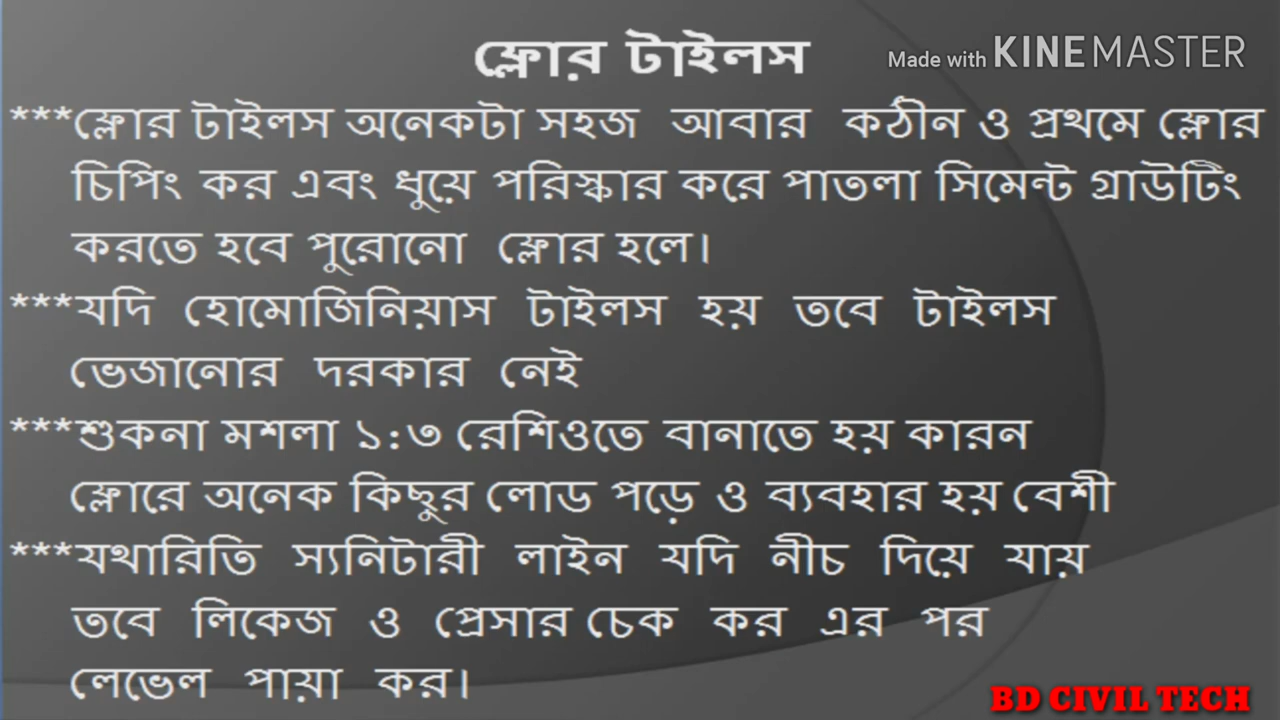 ফ্লোর টাইলস
Made with KINEMASTER
***ফ্লোর টাইলস অনেকটা সহজ আবার কঠীন ও প্রথমে ফ্লোর
চিপিং কর এবং ধুয়ে পরিস্কার করে পাতলা সিমেন্ট গ্রাউটিং
করতে হবে পুরোনো ফ্লোর হলে।
***যদি হোমোজিনিয়াস টাইলস হয় তবে টাইলস
ভেজানোর দরকার নেই
***শুকনা মশলা ১:৩ রেশিওতে বানাতে হয় কারন
ফ্লোরে অনেক কিছুর লোড পড়ে ও ব্যবহার হয় বেশী
***যথারিতি স্যনিটারী লাইন যদি নীচ দিয়ে যায়
তবে লিকেজ ও প্রেসার চেক কর এর পর
লেভেল পায়া কর।
BD CIVIL TECH